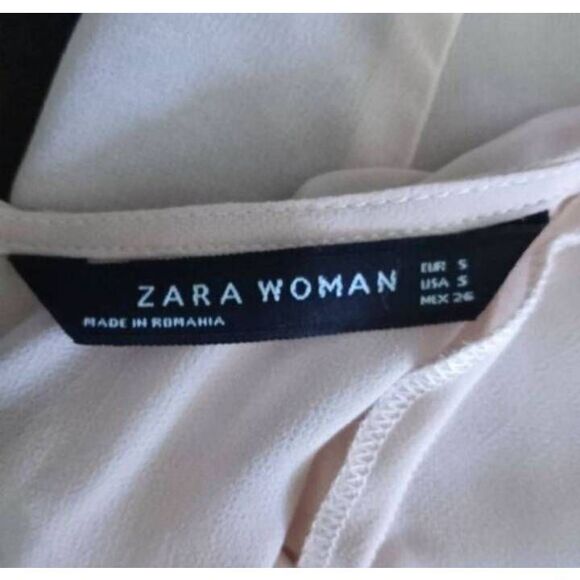 ZARA WOMAN
EUR S
USA S
MEX 26
MADE IN ROMANIA